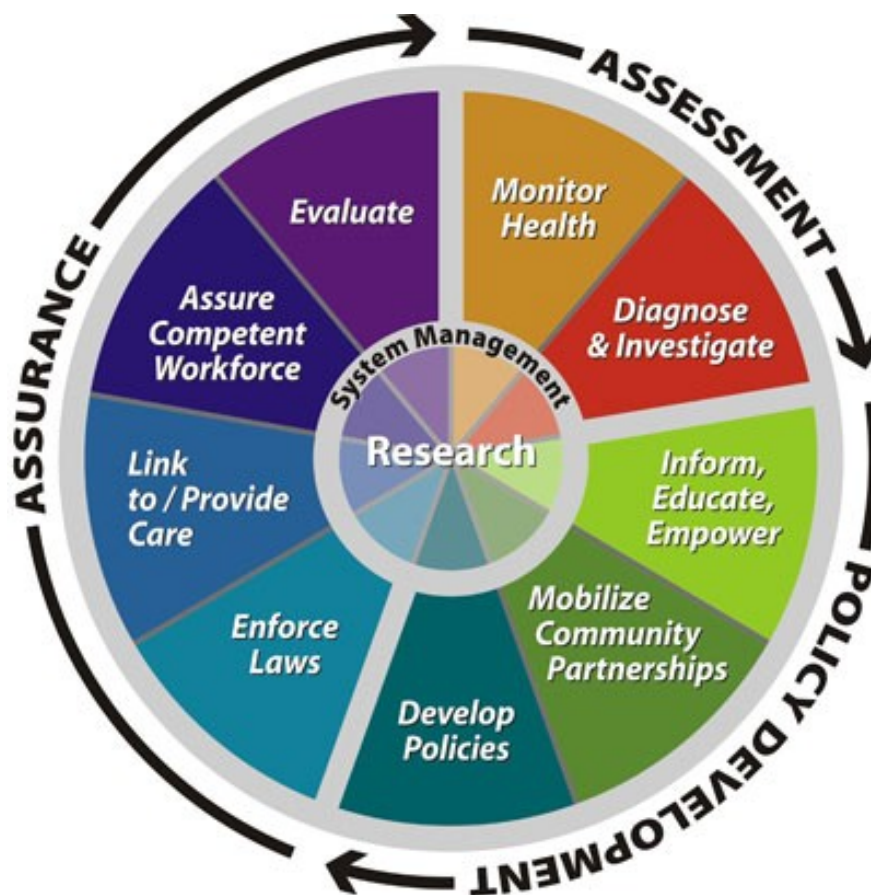 ASSESSMENT
POLICY DEVELOPMENT
ASSURANCE
Monitor
Health
Diagnose
& Investigate
Inform,
Educate,
Empower
Mobilize
Community
Partnerships
Develop
Policies
Enforce
Laws
Link
to / Provide
Care
Assure
Competent
Workforce
Evaluate
System Management
Research